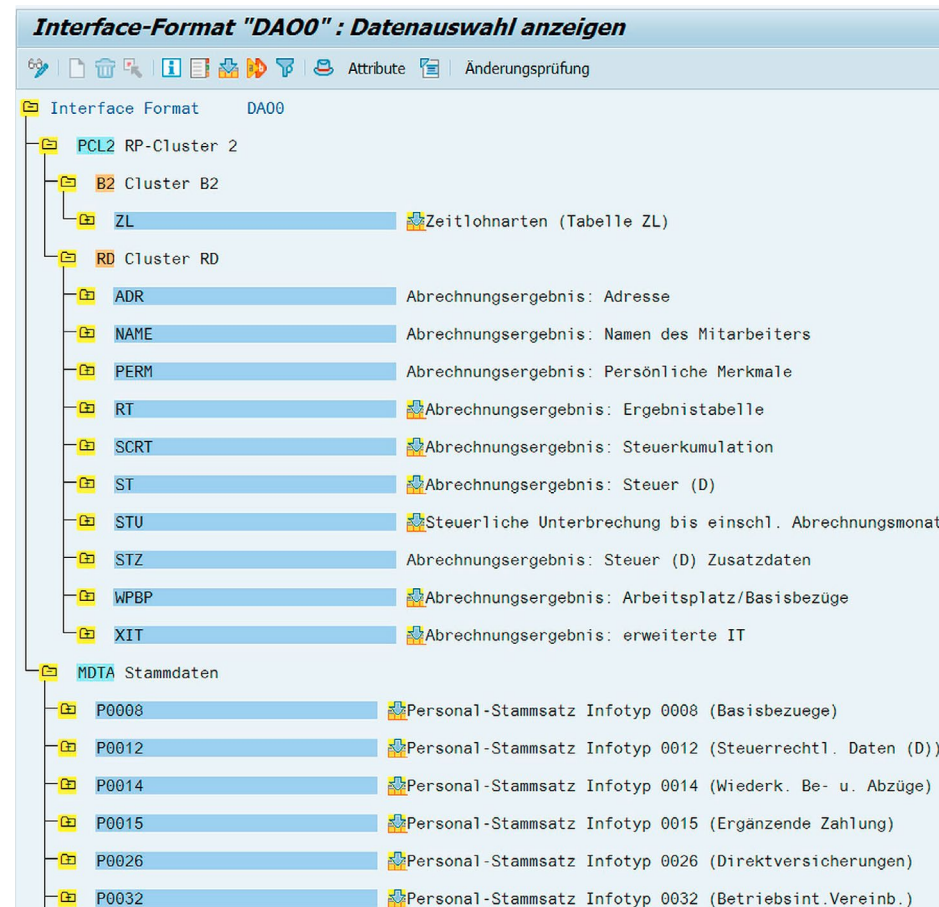 Interface-Format "DAO0" : Datenauswahl anzeigen
Attribute Änderungsprüfung
Interface Format DAO0
PCL2 RP-Cluster 2
B2 Cluster B2
ZL Zeitlohnarten (Tabelle ZL)
RD Cluster RD
ADR Abrechnungsergebnis: Adresse
NAME Abrechnungsergebnis: Namen des Mitarbeiters
PERM Abrechnungsergebnis: Persönliche Merkmale
RT Abrechnungsergebnis: Ergebnistabelle
SCRT Abrechnungsergebnis: Steuerkumulation
ST Abrechnungsergebnis: Steuer (D)
STU Steuerliche Unterbrechung bis einschl. Abrechnungsmonat
STZ Abrechnungsergebnis: Steuer (D) Zusatzdaten
WPBP Abrechnungsergebnis: Arbeitsplatz/Basisbezüge
XIT Abrechnungsergebnis: erweiterte IT
MDTA Stammdaten
P0008 Personal-Stammsatz Infotyp 0008 (Basisbezuege)
P0012 Personal-Stammsatz Infotyp 0012 (Steuerrechtl. Daten (D))
P0014 Personal-Stammsatz Infotyp 0014 (Wiederk. Be- u. Abzüge)
P0015 Personal-Stammsatz Infotyp 0015 (Ergänzende Zahlung)
P0026 Personal-Stammsatz Infotyp 0026 (Direktversicherungen)
P0032 Personal-Stammsatz Infotyp 0032 (Betriebsint.Vereinb.)